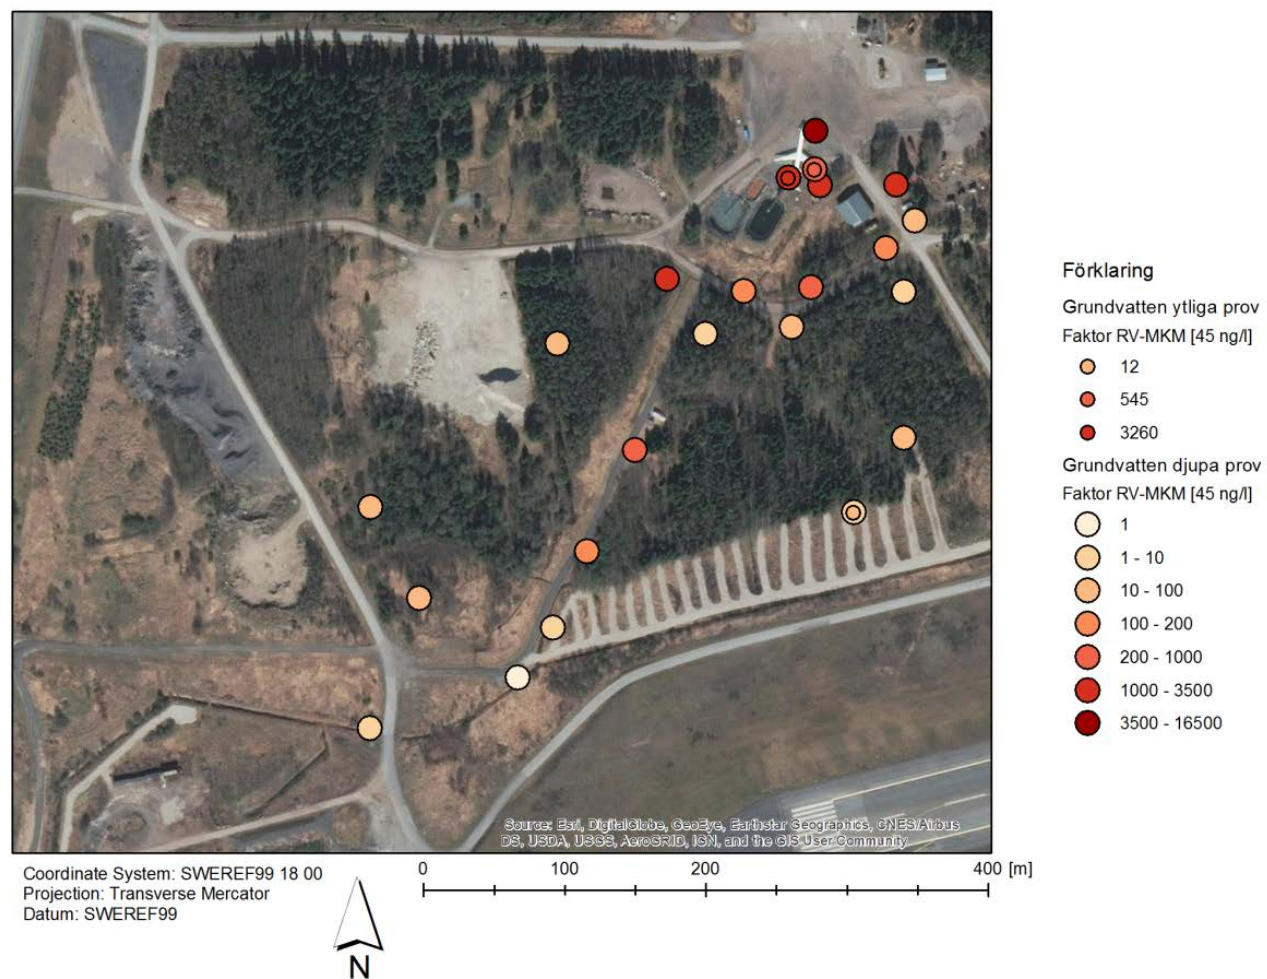 Förklaring
Grundvatten ytliga prov
Faktor RV-MKM [45 ng/l]
12
545
3260
Grundvatten djupa prov
Faktor RV-MKM [45 ng/l]
1
1 - 10
10 - 100
100 - 200
200 - 1000
1000 - 3500
3500 - 16500
Source: Esri, DigitalGlobe, GeoEye, Earthstar Geographics, CNES/Airbus
DS, USDA, USGS, AeroGRID, IGN, and the GIS User Community
Coordinate System: SWEREF99 18 00
Projection: Transverse Mercator
Datum: SWEREF99
0 100 200 400 [m]
N